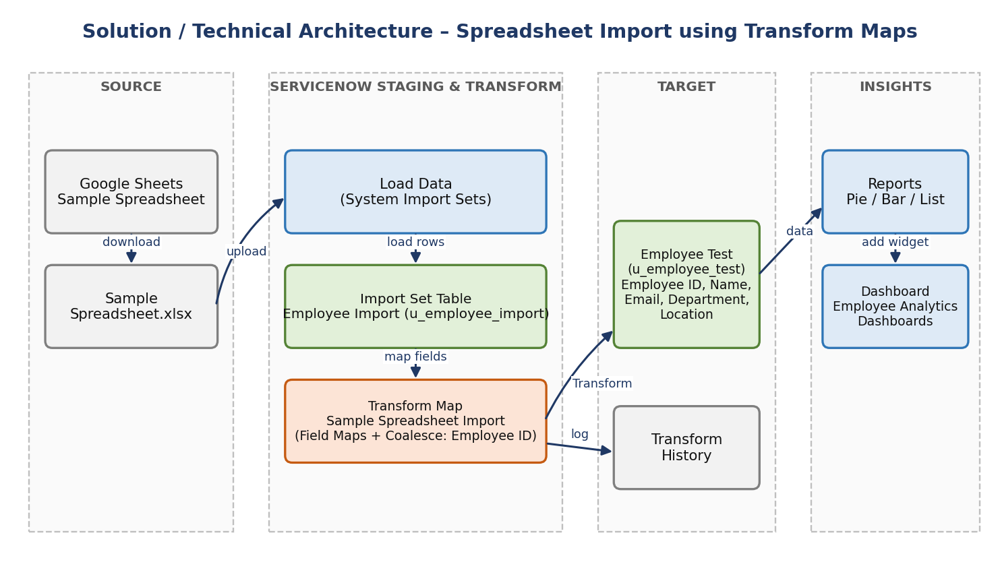 Solution / Technical Architecture – Spreadsheet Import using Transform Maps
SOURCE
Google Sheets
Sample Spreadsheet
download
Sample
Spreadsheet.xlsx
upload
SERVICENOW STAGING & TRANSFORM
Load Data
(System Import Sets)
load rows
Import Set Table
Employee Import (u_employee_import)
map fields
Transform Map
Sample Spreadsheet Import
(Field Maps + Coalesce: Employee ID)
Transform
log
TARGET
Employee Test
(u_employee_test)
Employee ID, Name,
Email, Department,
Location
Transform
History
data
INSIGHTS
Reports
Pie / Bar / List
add widget
Dashboard
Employee Analytics
Dashboards